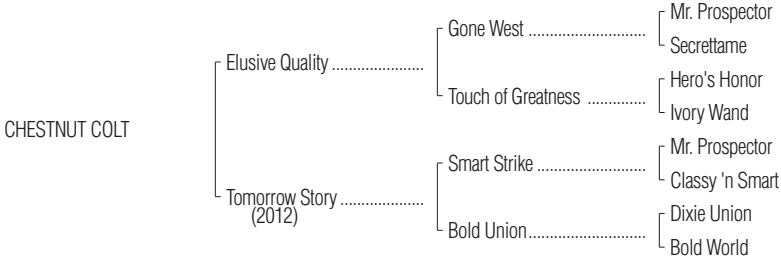 Mr. Prospector
Gone West ............................
Secrettame
Elusive Quality ......................
Hero's Honor
Touch of Greatness ..............
Ivory Wand
CHESTNUT COLT
Mr. Prospector
Smart Strike ..........................
Classy 'n Smart
Tomorrow Story ....................
(2012)
Dixie Union
Bold Union............................
Bold World